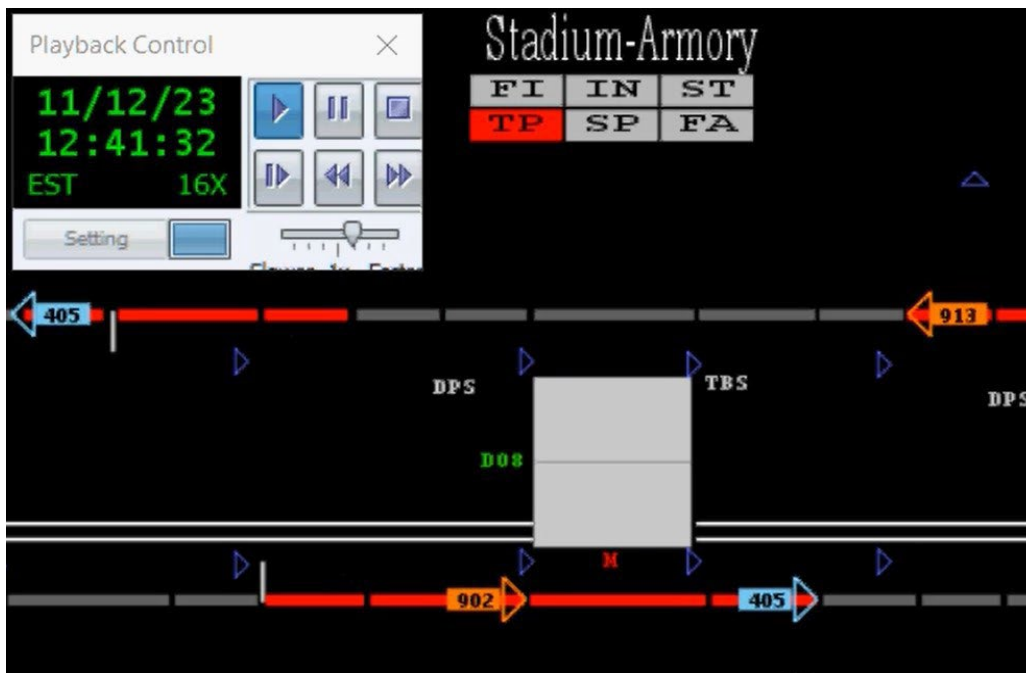 Playback Control
Stadium-Armory
11/12/23
12:41:32
EST 16X
FI IN ST
TP SP FA
Setting
405
913
DPS
TBS
DPS
D08
M
902
405